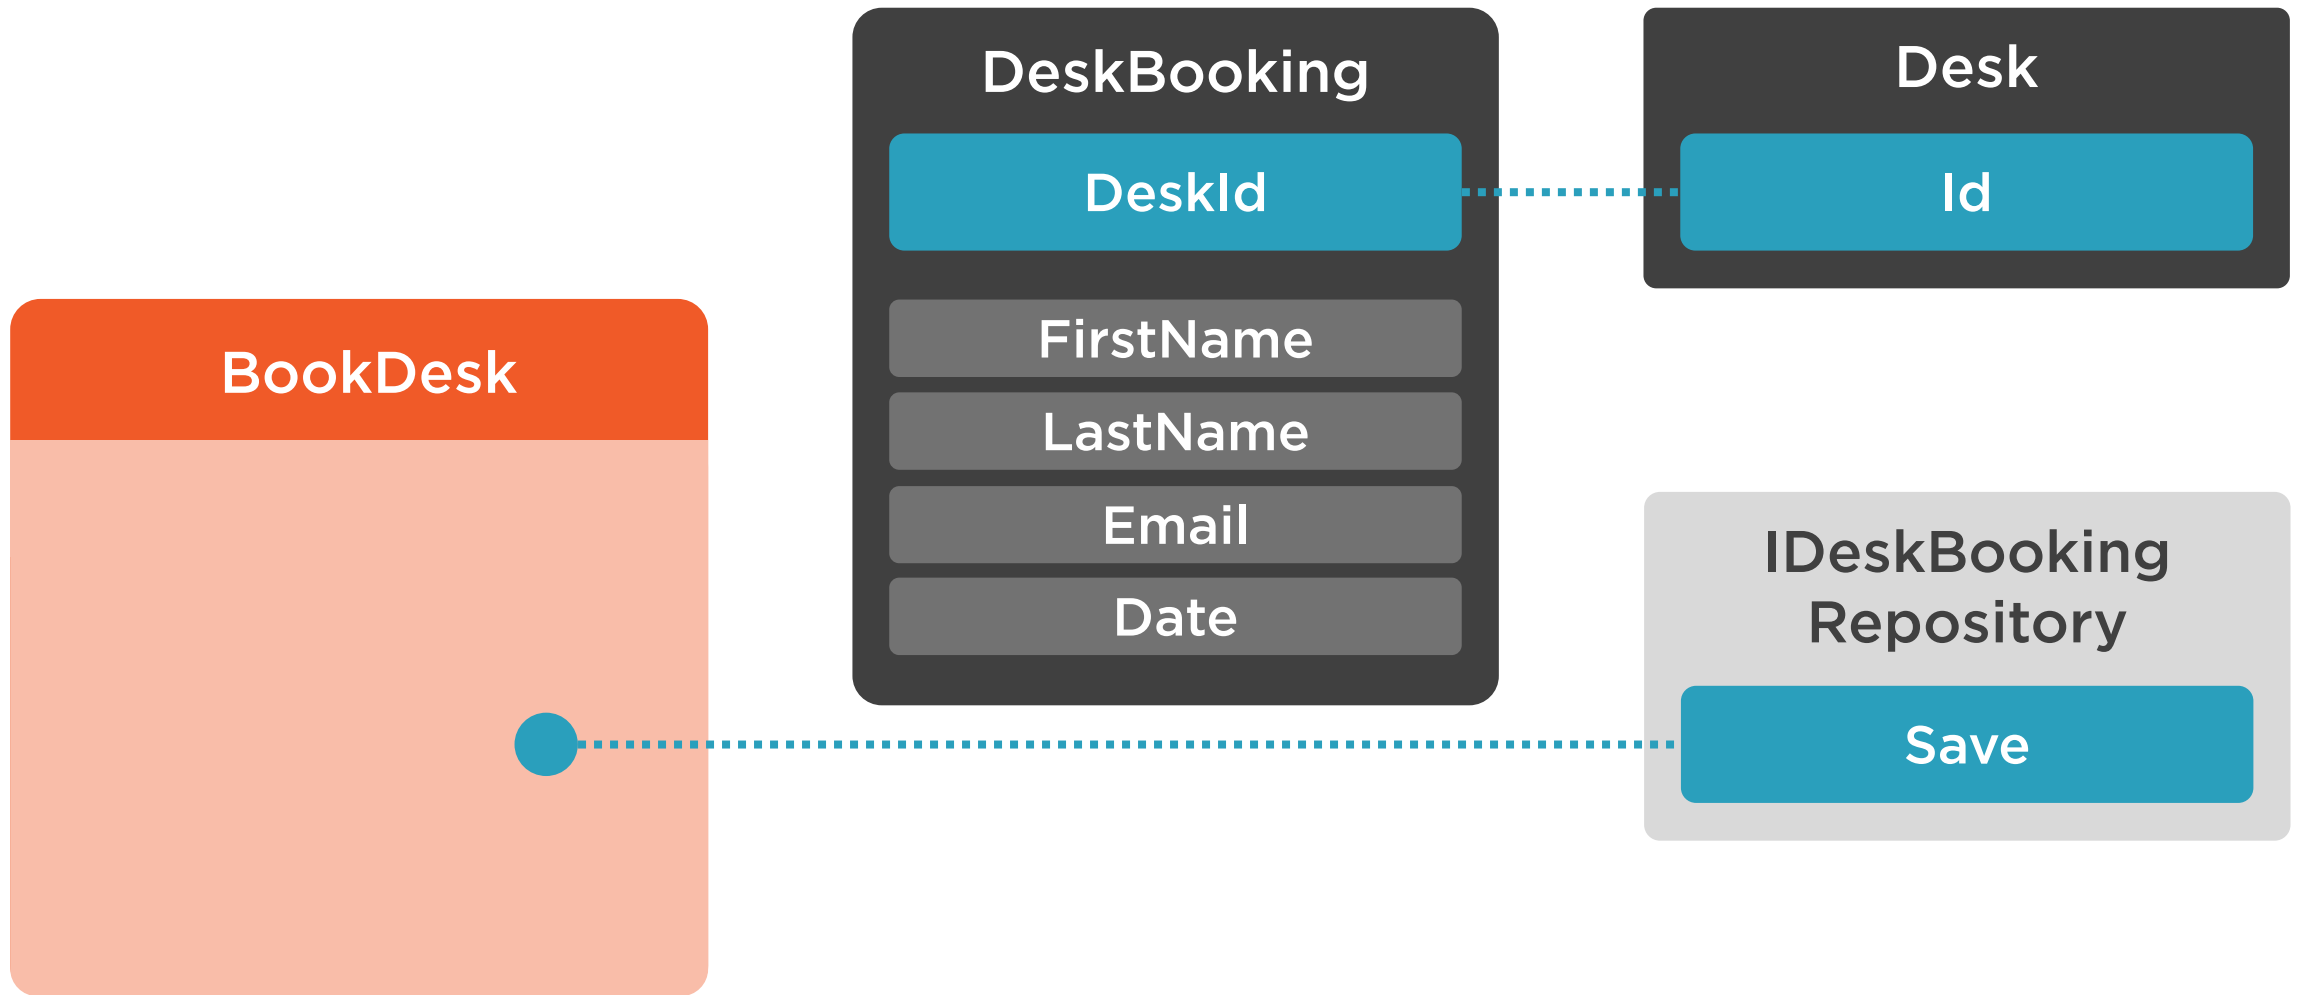 BookDesk
DeskBooking
DeskId
FirstName
LastName
Email
Date
Desk
Id
IDeskBooking
Repository
Save